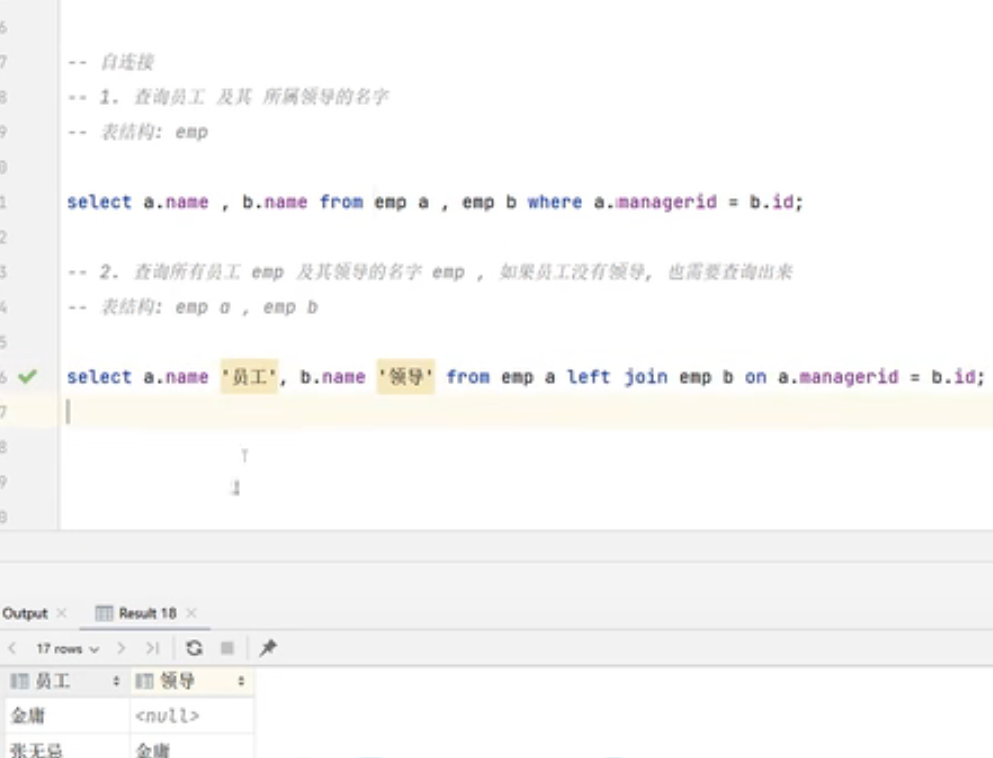 6
7 -- 自连接
8 -- 1. 查询员工 及其 所属领导的名字
9 -- 表结构: emp
0
1 select a.name , b.name from emp a , emp b where a.managerid = b.id;
2
3 -- 2. 查询所有员工 emp 及其领导的名字 emp , 如果员工没有领导, 也需要查询出来
4 -- 表结构: emp a , emp b
5
6 select a.name '员工', b.name '领导' from emp a left join emp b on a.managerid = b.id;
7
8
9
0
Output Result 18
17 rows
员工 领导
金庸 <null>
张无忌 金庸